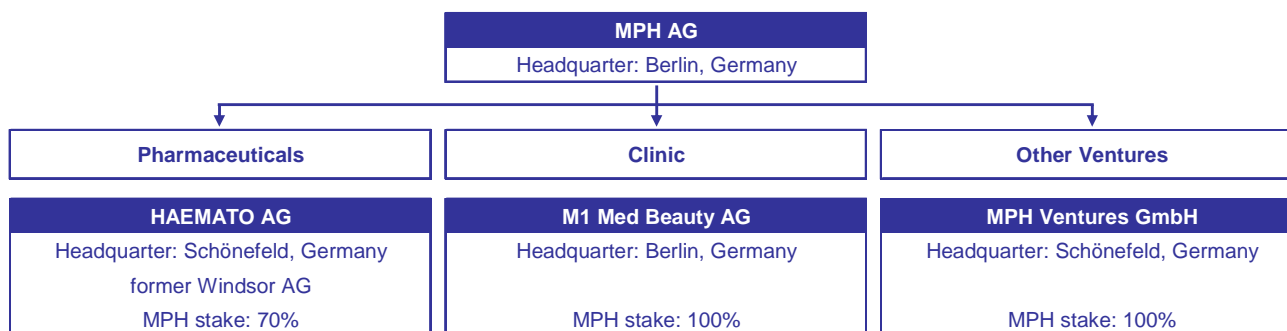 MPH AG
Headquarter: Berlin, Germany
Pharmaceuticals
Clinic
Other Ventures
HAEMATO AG
Headquarter: Schönefeld, Germany
former Windsor AG
MPH stake: 70%
M1 Med Beauty AG
Headquarter: Berlin, Germany
MPH stake: 100%
MPH Ventures GmbH
Headquarter: Schönefeld, Germany
MPH stake: 100%